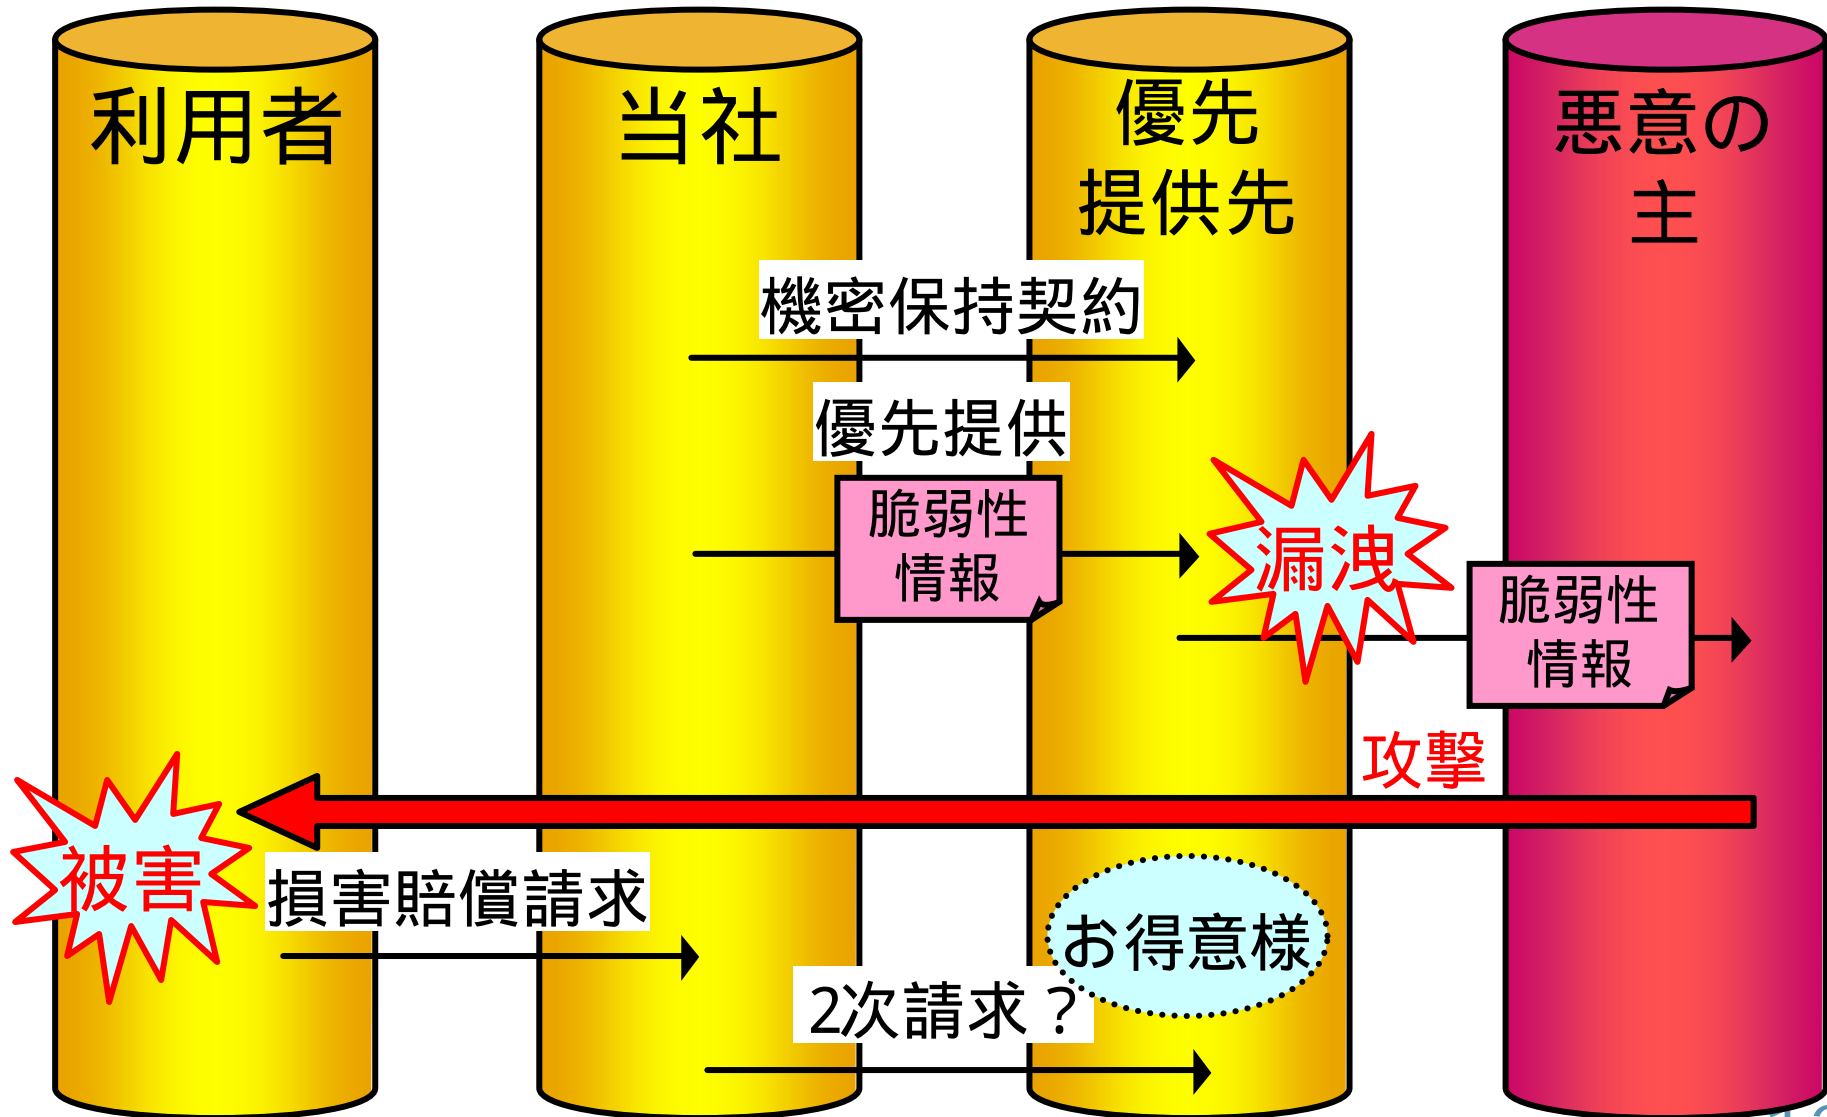 利用者
当社
優先
提供先
悪意の
主
機密保持契約
優先提供
脆弱性
情報
漏洩
脆弱性
情報
攻撃
被害
損害賠償請求
お得意様
2次請求？